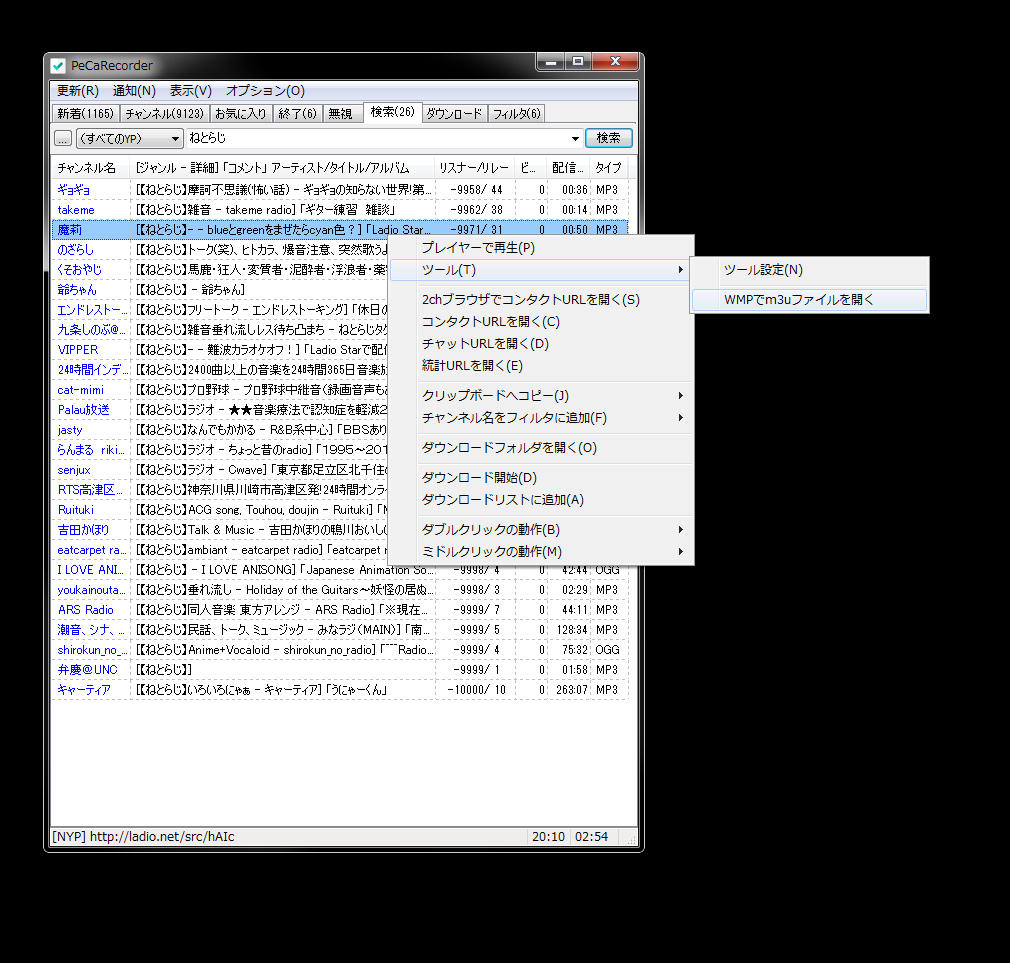 PeCaRecorder
更新(R) 通知(N) 表示(V) オプション(O)
新着(1165) チャンネル(9123) お気に入り 終了(6) 無視 検索(26) ダウンロード フィルタ(6)
... (すべてのYP) ねとらじ 検索
チャンネル名 [ジャンル - 詳細]「コメント」 アーティスト/タイトル/アルバム リスナー/リレー ビ... 配信... タイプ
ギョギョ [【ねとらじ】摩訶不思議(怖い話) - ギョギョの知らない世界!第... -9958/ 44 0 00:36 MP3
takeme [【ねとらじ】雑音 - takeme radio]「ギター練習 雑談」 -9962/ 38 0 00:14 MP3
魔莉 [【ねとらじ】- - blueとgreenをまぜたらcyan色？]「Ladio Star... -9971/ 31 0 00:50 MP3
のざらし [【ねとらじ】トーク(笑)、ヒトカラ、爆音注意、突然歌う
くそおやじ [【ねとらじ】馬鹿・狂人・変質者・泥酔者・浮浪者・
爺ちゃん [【ねとらじ】 - 爺ちゃん]
エンドレストー... [【ねとらじ】フリートーク - エンドレストーキング]「休日の
九条しのぶ@... [【ねとらじ】雑音垂れ流しレス待ち凸まち - ねとらじタ
VIPPER [【ねとらじ】- - 難波カラオケオフ！]「Ladio Starで配
24時間インデ... [【ねとらじ】2400曲以上の音楽を24時間365日音楽
cat-mimi [【ねとらじ】プロ野球 - プロ野球中継音(録画音声も
Palau放送 [【ねとらじ】ラジオ - ★★音楽療法で認知症を軽減2
jasty [【ねとらじ】なんでもかかる - R&B系中心]「BBSあり
らんまる riki... [【ねとらじ】ラジオ - ちょっと昔のradio]「1995～201
senjux [【ねとらじ】ラジオ - Cwave]「東京都足立区北千住
RTS高津区... [【ねとらじ】神奈川県川崎市高津区発!24時間オンライ
Ruituki [【ねとらじ】ACG song, Touhou, doujin - Ruituki]「
吉田かほり [【ねとらじ】Talk & Music - 吉田かほりの鴨川おいし
eatcarpet ra... [【ねとらじ】ambiant - eatcarpet radio]「eatcarpet
I LOVE ANI... [【ねとらじ】 - I LOVE ANISONG]「Japanese Animation So... -9998/ 4 0 42:44 OGG
youkainouta... [【ねとらじ】垂れ流し - Holiday of the Guitars～妖怪の居ぬ... -9998/ 3 0 02:29 MP3
ARS Radio [【ねとらじ】同人音楽 東方アレンジ - ARS Radio]「※現在... -9999/ 7 0 44:11 MP3
潮音、シナ、... [【ねとらじ】民話、トーク、ミュージック - みなラジ(MAIN)]「南... -9999/ 5 0 128:34 MP3
shirokun_no_... [【ねとらじ】Anime+Vocaloid - shirokun_no_radio]「~~~Radio... -9999/ 4 0 75:32 OGG
弁慶@UNC [【ねとらじ】] -9999/ 1 0 01:58 MP3
キャーティア [【ねとらじ】いろいろにゃぁ - キャーティア]「うにゃーくん」 -10000/ 10 0 263:07 MP3
プレイヤーで再生(P)
ツール(T)
2chブラウザでコンタクトURLを開く(S)
コンタクトURLを開く(C)
チャットURLを開く(D)
統計URLを開く(E)
クリップボードへコピー(J)
チャンネル名をフィルタに追加(F)
ダウンロードフォルダを開く(O)
ダウンロード開始(D)
ダウンロードリストに追加(A)
ダブルクリックの動作(B)
ミドルクリックの動作(M)
ツール設定(N)
WMPでm3uファイルを開く
[NYP] http://ladio.net/src/hAIc 20:10 02:54